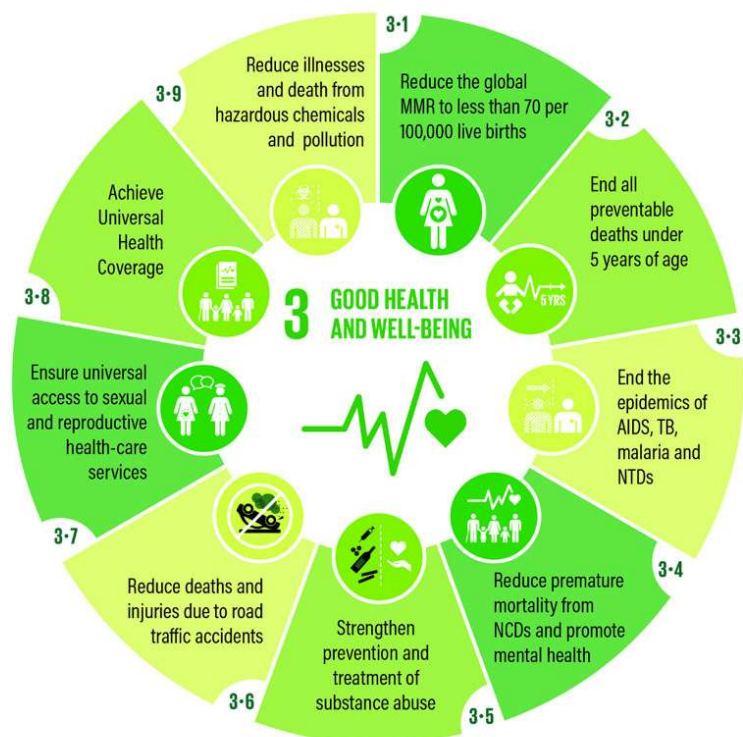 3
GOOD HEALTH
AND WELL-BEING
3·1
Reduce the global
MMR to less than 70 per
100,000 live births
3·2
End all
preventable
deaths under
5 years of age
5 YRS
3·3
End the
epidemics of
AIDS, TB,
malaria and
NTDs
3·4
Reduce premature
mortality from
NCDs and promote
mental health
3·5
Strengthen
prevention and
treatment of
substance abuse
3·6
Reduce deaths and
injuries due to road
traffic accidents
3·7
Ensure universal
access to sexual
and reproductive
health-care
services
3·8
Achieve
Universal
Health
Coverage
3·9
Reduce illnesses
and death from
hazardous chemicals
and pollution